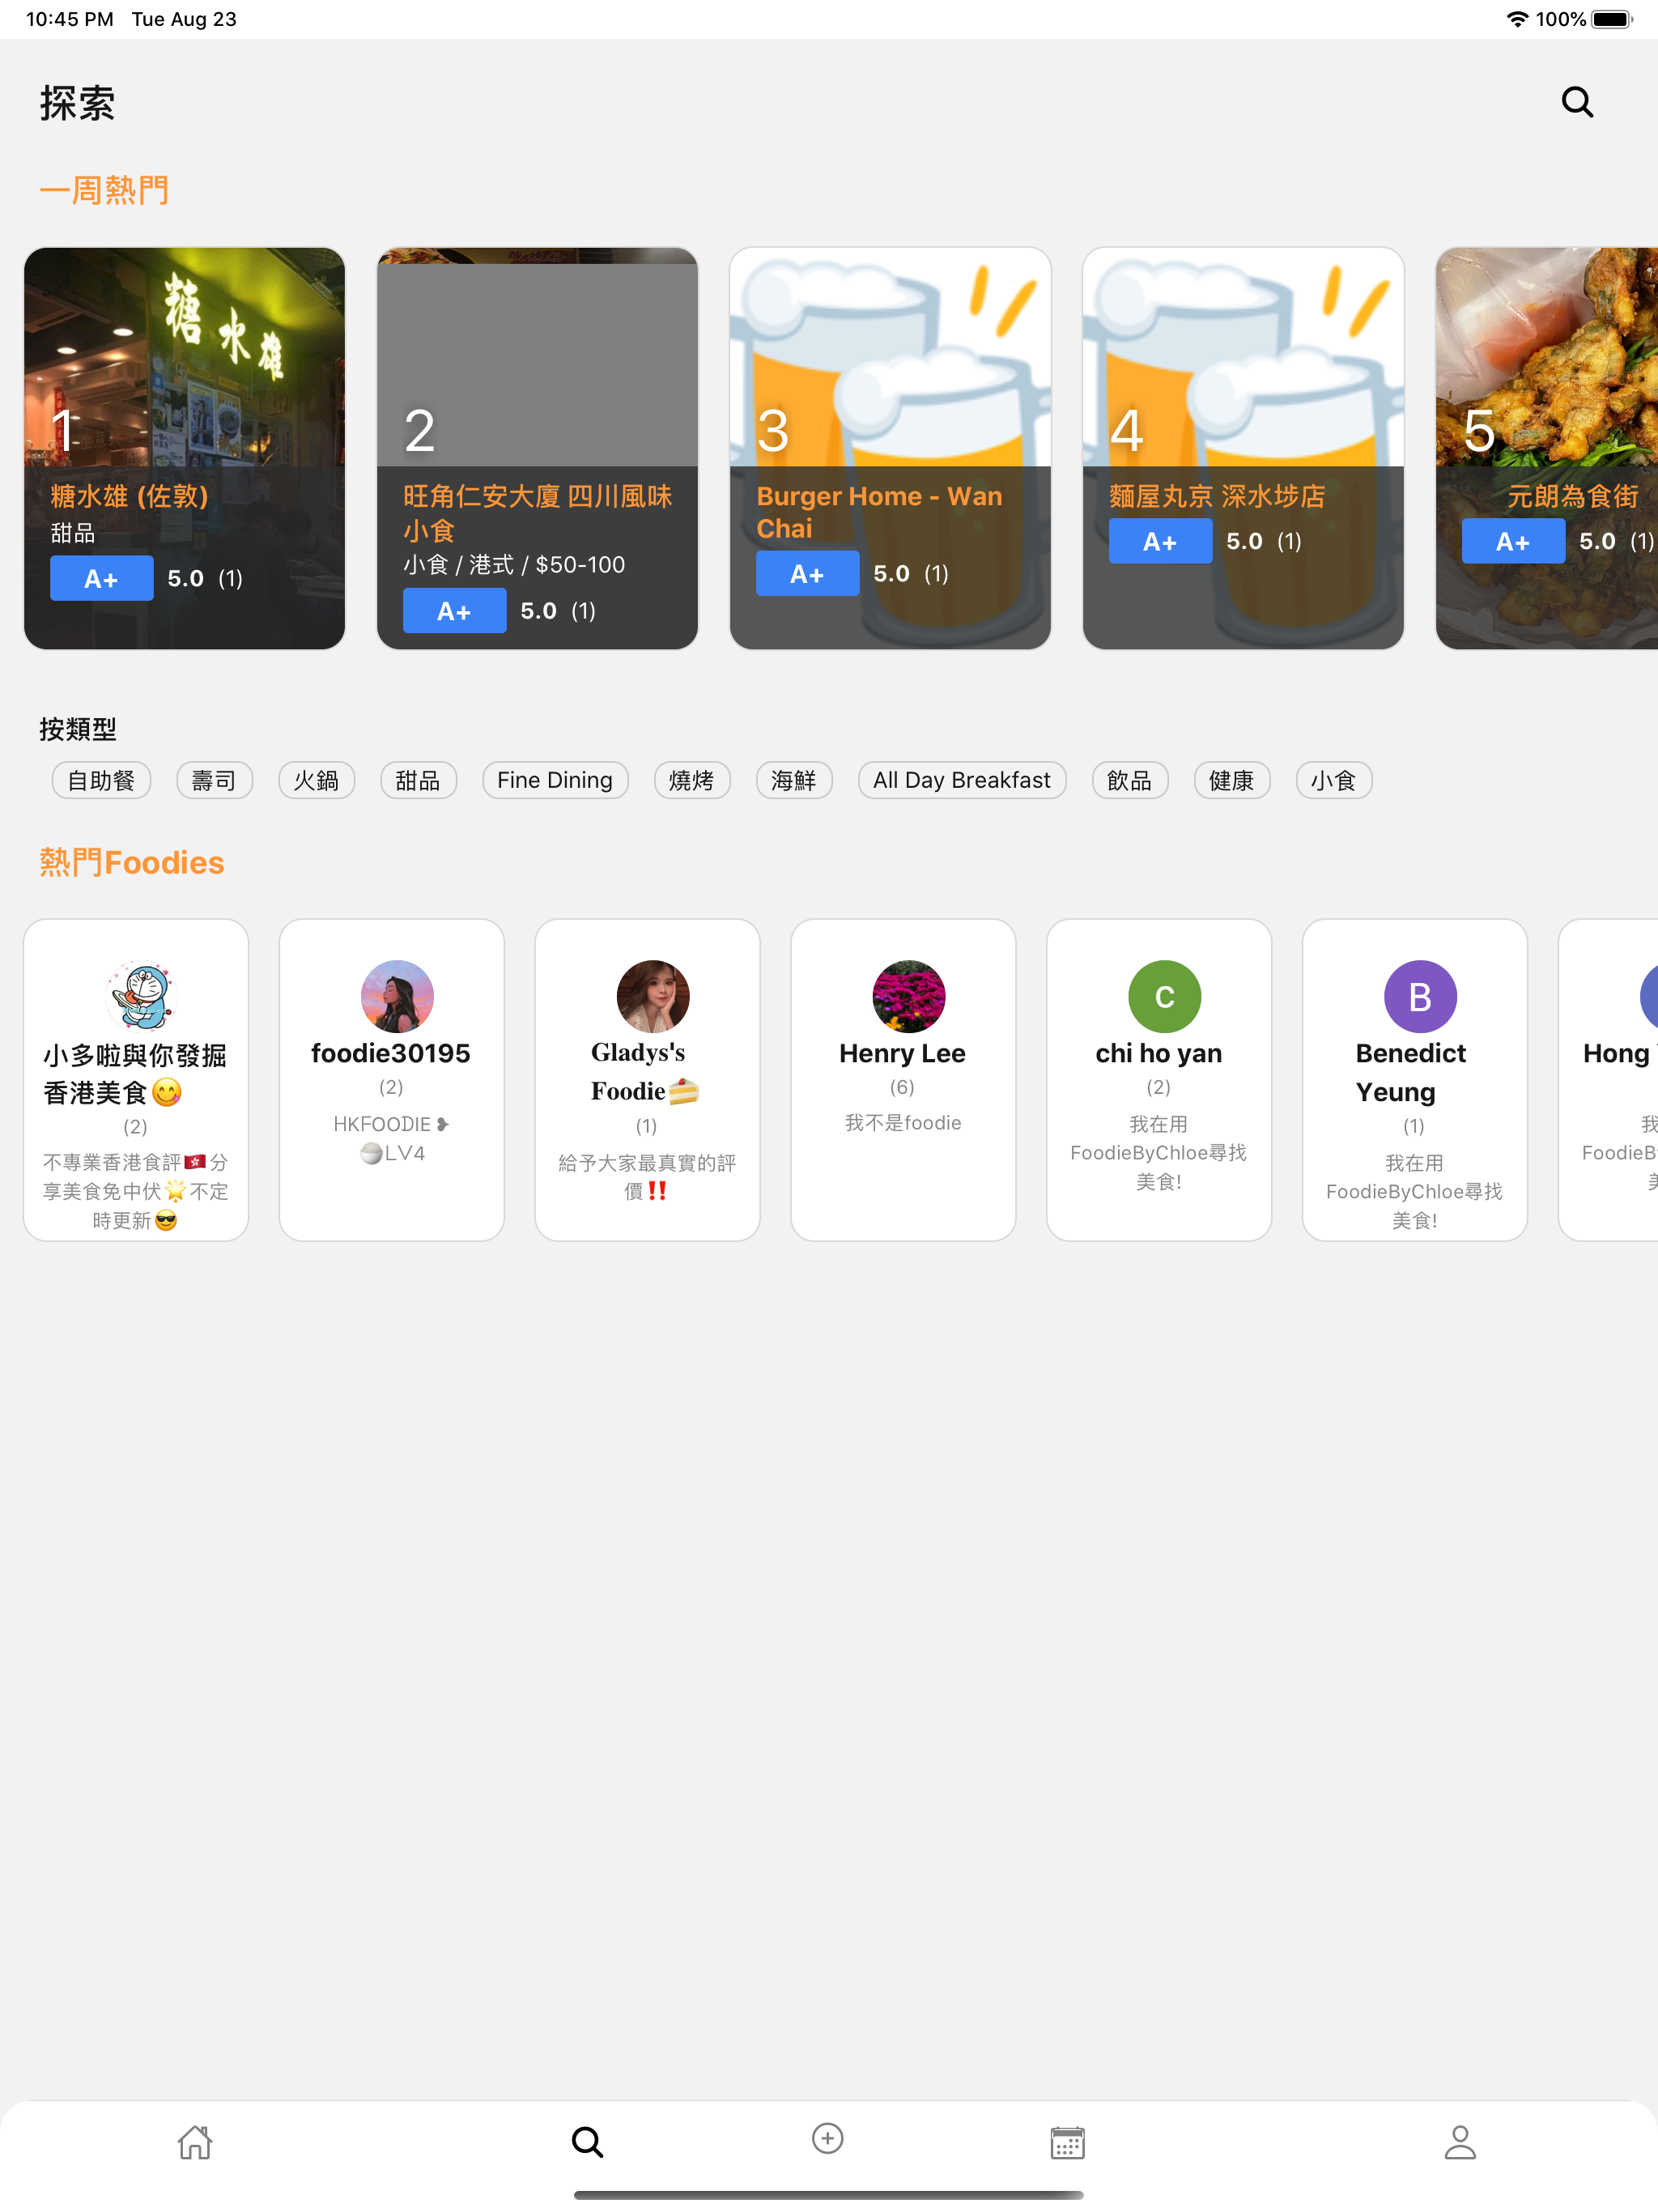 10:45 PM Tue Aug 23
100%
探索
一周熱門
糖水雄
1
糖水雄 (佐敦)
甜品
A+ 5.0 (1)
2
旺角仁安大廈 四川風味
小食
小食 / 港式 / $50-100
A+ 5.0 (1)
3
Burger Home - Wan
Chai
A+ 5.0 (1)
4
麵屋丸京 深水埗店
A+ 5.0 (1)
5
元朗為食街
A+ 5.0 (1)
按類型
自助餐 壽司 火鍋 甜品 Fine Dining 燒烤 海鮮 All Day Breakfast 飲品 健康 小食
熱門Foodies
小多啦與你發掘
香港美食😋
(2)
不專業香港食評🇭🇰分
享美食免中伏🌟不定
時更新😎
foodie30195
(2)
HKFOODIE ❥
🍚LV4
Gladys's
Foodie🍰
(1)
給予大家最真實的評
價‼️
Henry Lee
(6)
我不是foodie
C
chi ho yan
(2)
我在用
FoodieByChloe尋找
美食!
B
Benedict
Yeung
(1)
我在用
FoodieByChloe尋找
美食!
Hong
我
FoodieB